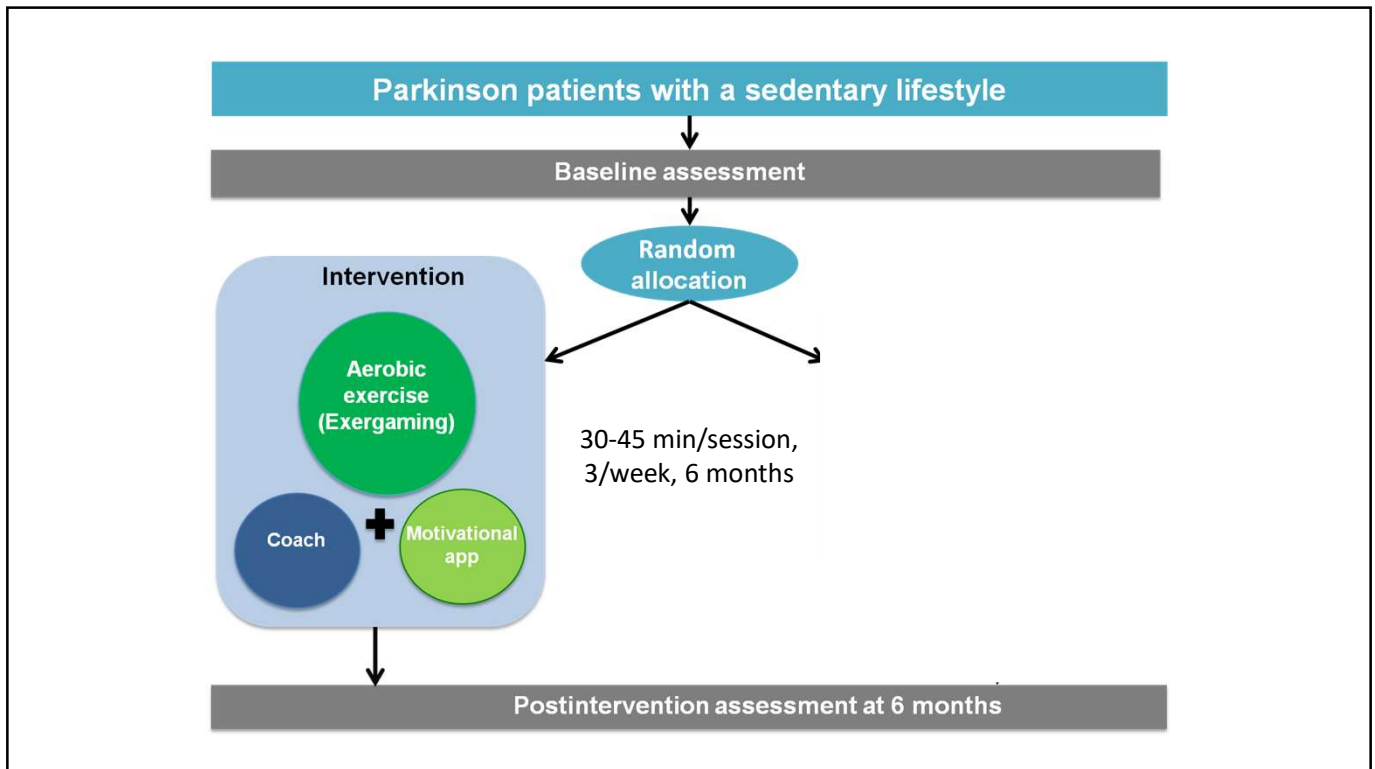 Parkinson patients with a sedentary lifestyle
Baseline assessment
Random
allocation
Intervention
Aerobic
exercise
(Exergaming)
30-45 min/session,
3/week, 6 months
Coach
Motivational
app
Postintervention assessment at 6 months